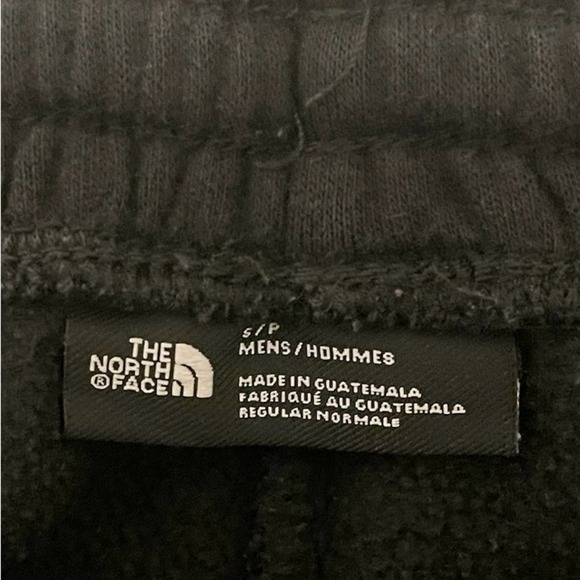 THE
NORTH
®FACE
S/P
MENS/HOMMES
MADE IN GUATEMALA
FABRIQUÉ AU GUATEMALA
REGULAR NORMALE